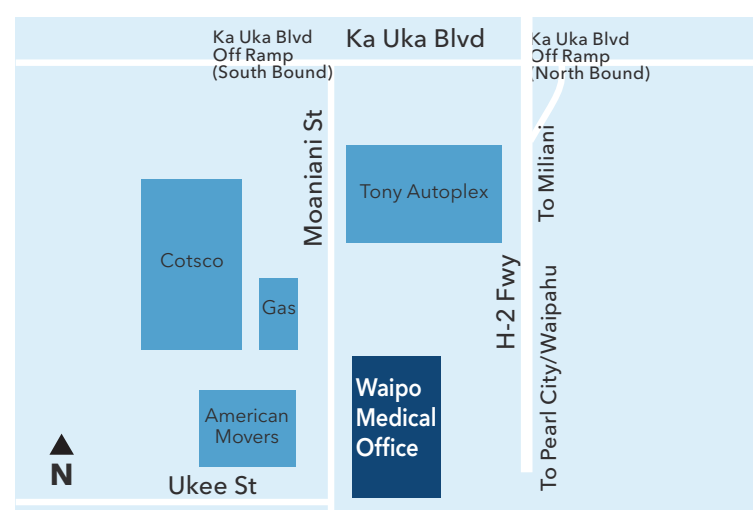 Ka Uka Blvd
Off Ramp
(South Bound)
Ka Uka Blvd
Ka Uka Blvd
Off Ramp
(North Bound)
Moaniani St
Tony Autoplex
To Miliani
Cotsco
Gas
H-2 Fwy
To Pearl City/Waipahu
Waipo
Medical
Office
American
Movers
N
Ukee St